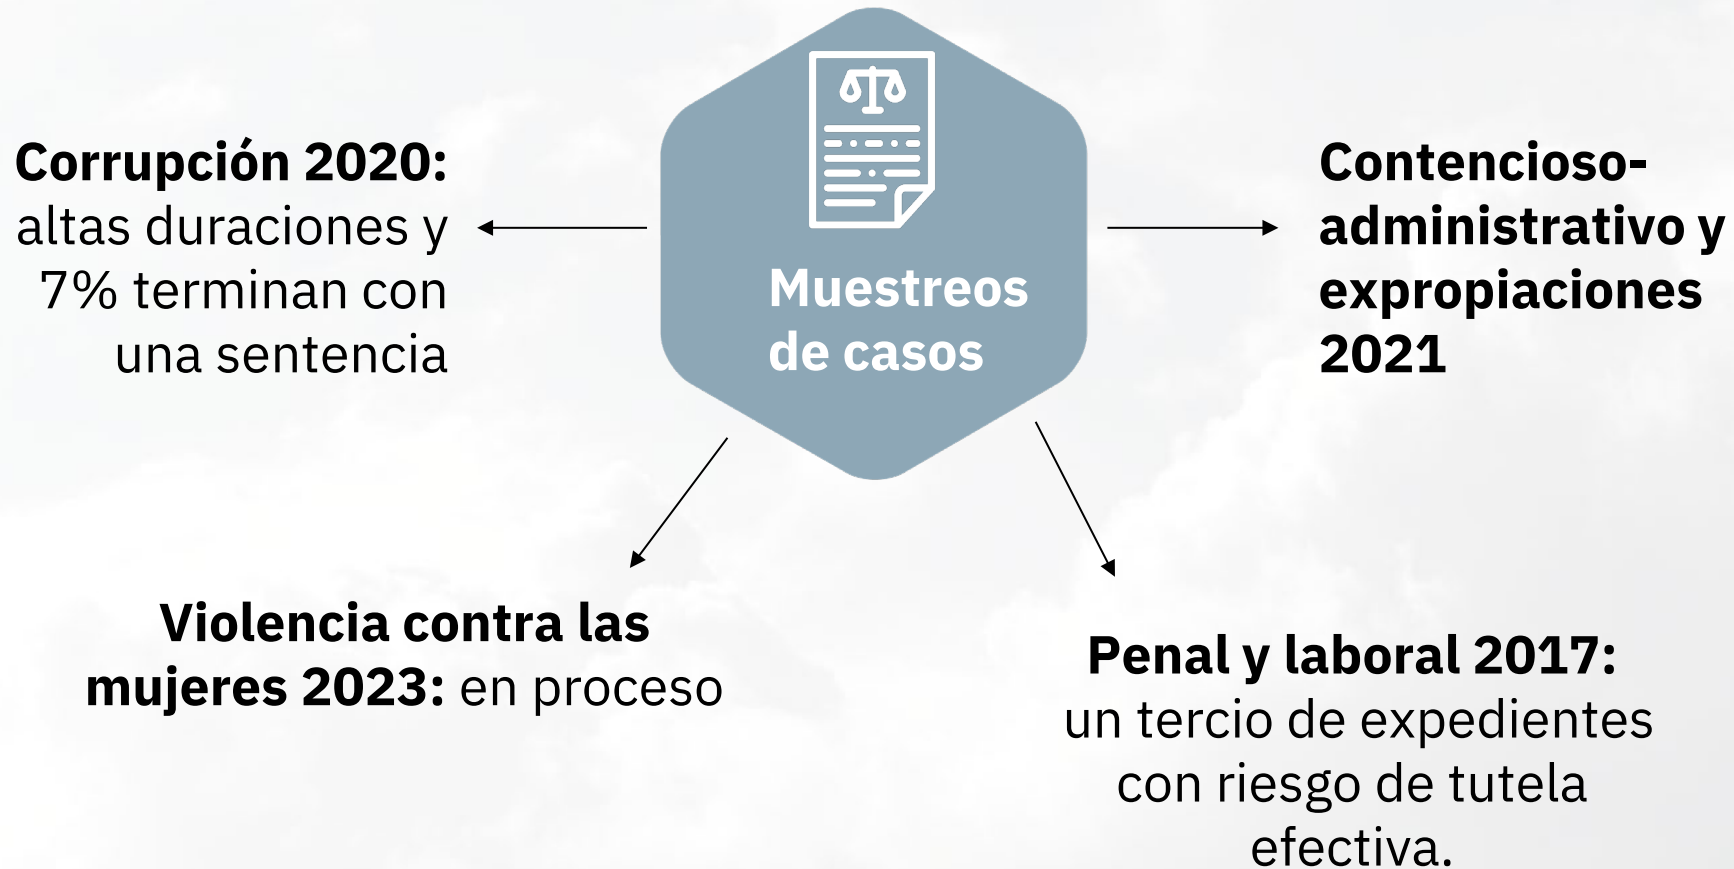 Muestreos
de casos
Corrupción 2020:
altas duraciones y
7% terminan con
una sentencia
Contencioso-
administrativo y
expropiaciones
2021
Violencia contra las
mujeres 2023: en proceso
Penal y laboral 2017:
un tercio de expedientes
con riesgo de tutela
efectiva.